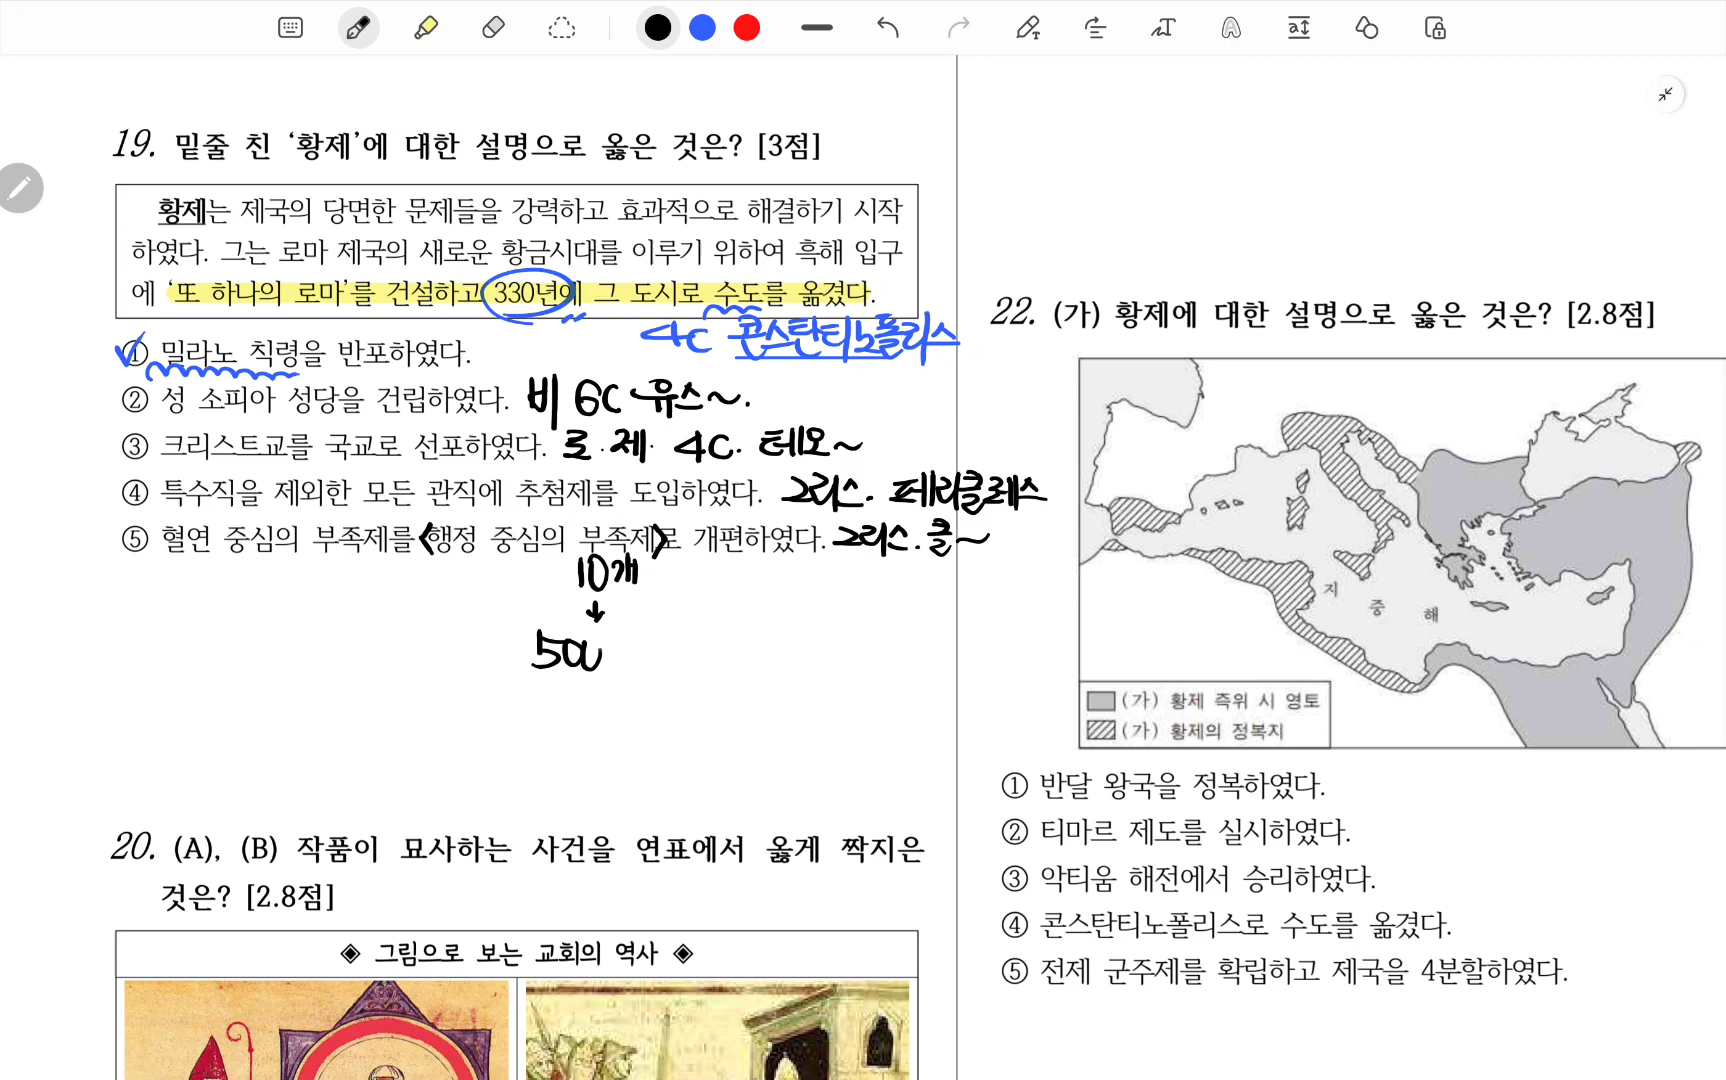 19. 밑줄 친 ‘황제’에 대한 설명으로 옳은 것은? [3점]
황제는 제국의 당면한 문제들을 강력하고 효과적으로 해결하기 시작
하였다. 그는 로마 제국의 새로운 황금시대를 이루기 위하여 흑해 입구
에 ‘또 하나의 로마’를 건설하고 330년에 그 도시로 수도를 옮겼다.
4C 콘스탄티노폴리스
① 밀라노 칙령을 반포하였다.
② 성 소피아 성당을 건립하였다. 비 6C 유스~.
③ 크리스트교를 국교로 선포하였다. 로.제. 4C. 테오~
④ 특수직을 제외한 모든 관직에 추첨제를 도입하였다. 그리스. 페리클레스
⑤ 혈연 중심의 부족제를 <행정 중심의 부족제>로 개편하였다. 그리스. 클~
10개
↓
20. (A), (B) 작품이 묘사하는 사건을 연표에서 옳게 짝지은
것은? [2.8점]
◈ 그림으로 보는 교회의 역사 ◈
22. (가) 황제에 대한 설명으로 옳은 것은? [2.8점]
지 중 해
(가) 황제 즉위 시 영토
(가) 황제의 정복지
① 반달 왕국을 정복하였다.
② 티마르 제도를 실시하였다.
③ 악티움 해전에서 승리하였다.
④ 콘스탄티노폴리스로 수도를 옮겼다.
⑤ 전제 군주제를 확립하고 제국을 4분할하였다.